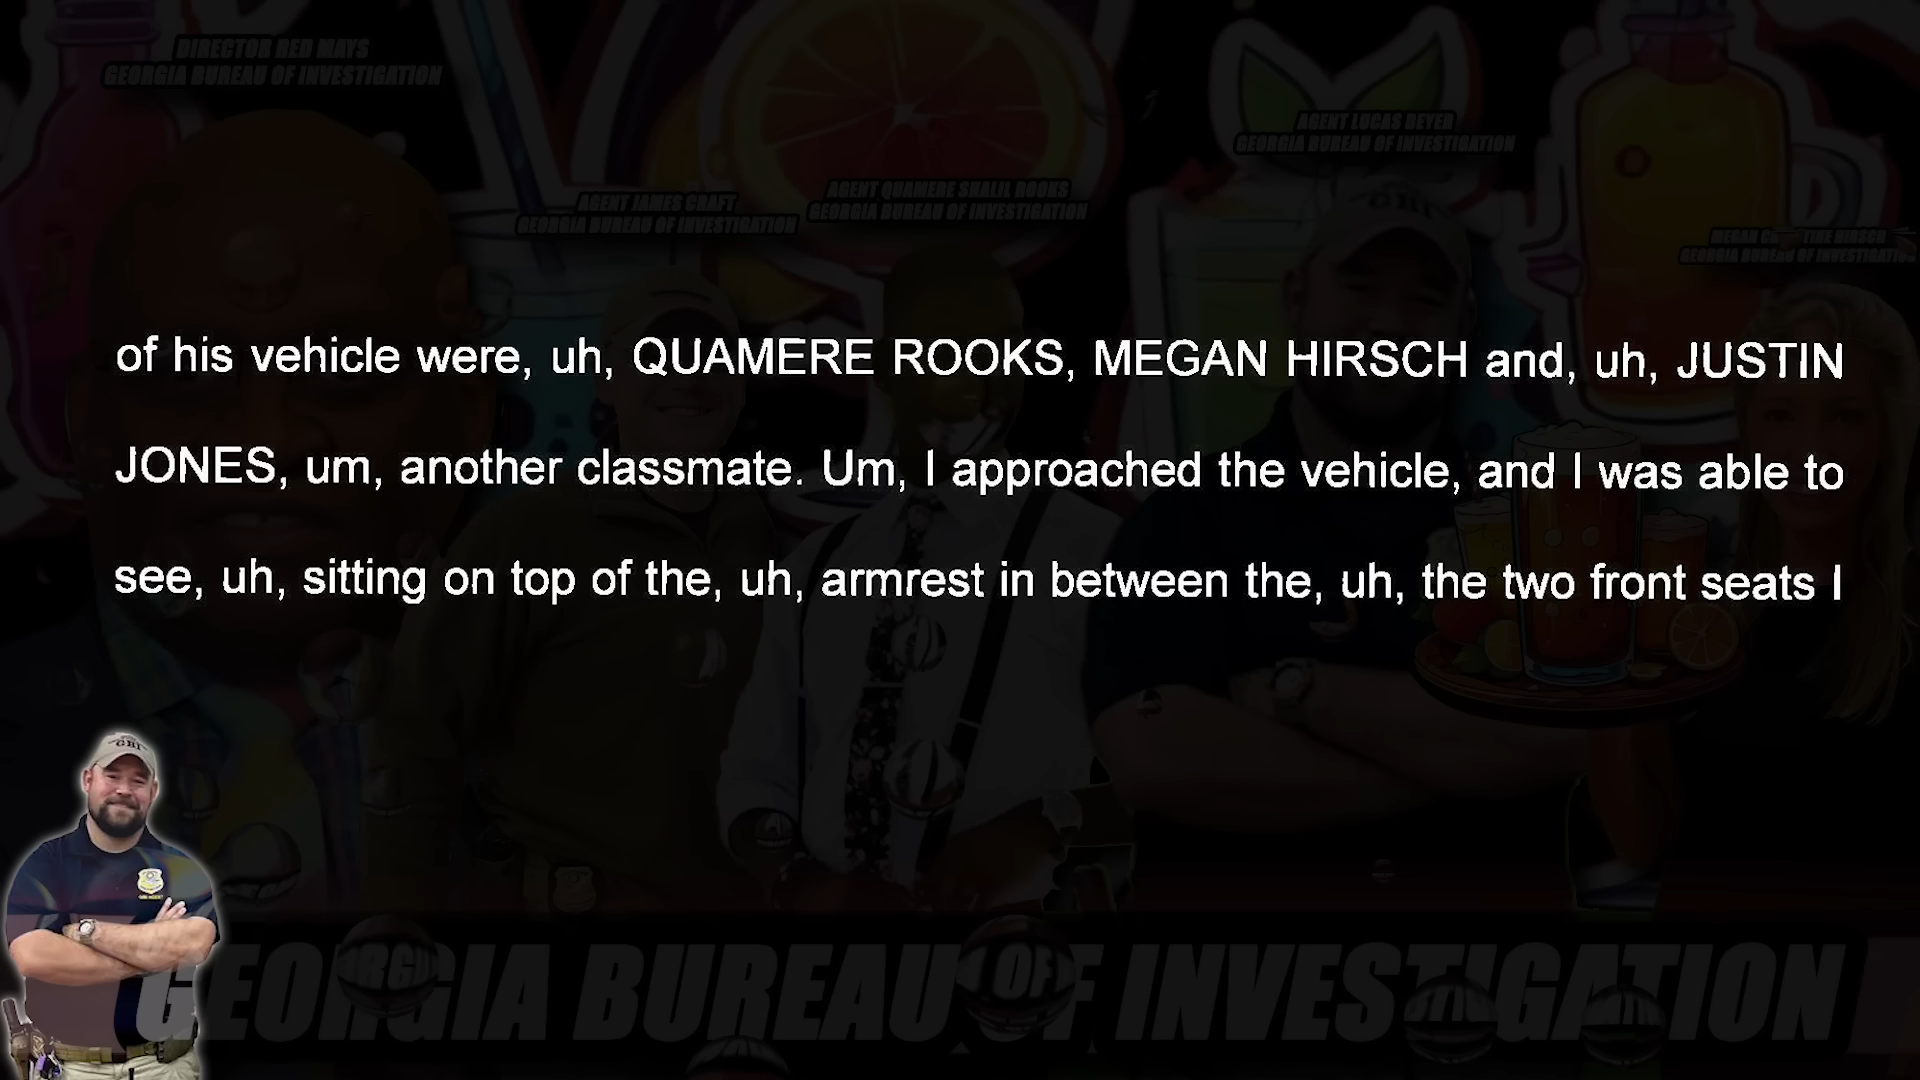 DIRECTOR RED MAYS
GEORGIA BUREAU OF INVESTIGATION
AGENT LUCAS BEYER
GEORGIA BUREAU OF INVESTIGATION
AGENT JAMES CRAFT
GEORGIA BUREAU OF INVESTIGATION
AGENT QUAMERE SHALIL ROOKS
GEORGIA BUREAU OF INVESTIGATION
MEGAN HIRSCH
GEORGIA BUREAU OF INVESTIGATION
of his vehicle were, uh, QUAMERE ROOKS, MEGAN HIRSCH and, uh, JUSTIN
JONES, um, another classmate. Um, I approached the vehicle, and I was able to
see, uh, sitting on top of the, uh, armrest in between the, uh, the two front seats I
GBI
GEORGIA BUREAU OF INVESTIGATION